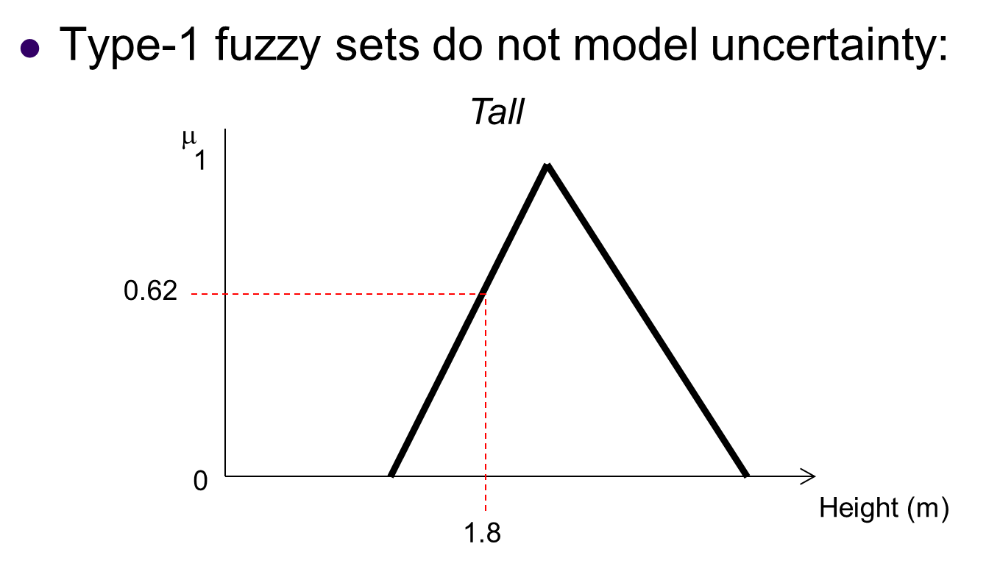 Type-1 fuzzy sets do not model uncertainty:
Tall
μ
1
0.62
0
Height (m)
1.8